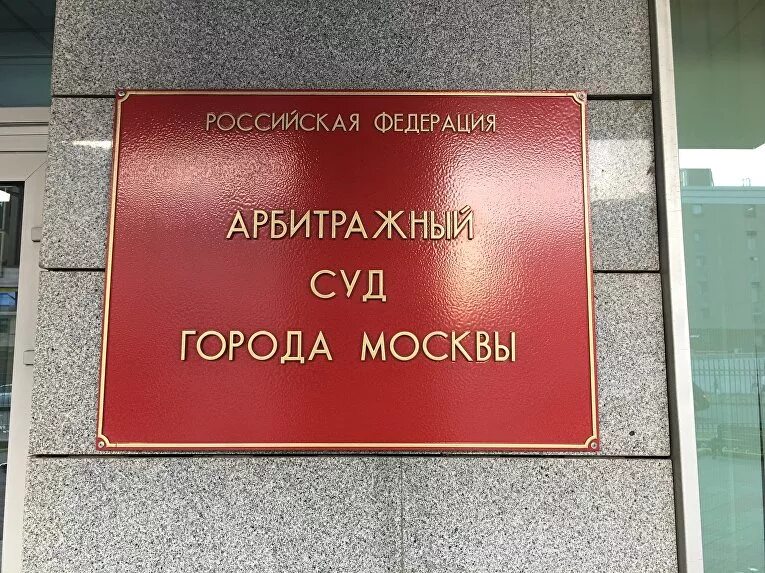 РОССИЙСКАЯ ФЕДЕРАЦИЯ
АРБИТРАЖНЫЙ
СУД
ГОРОДА МОСКВЫ